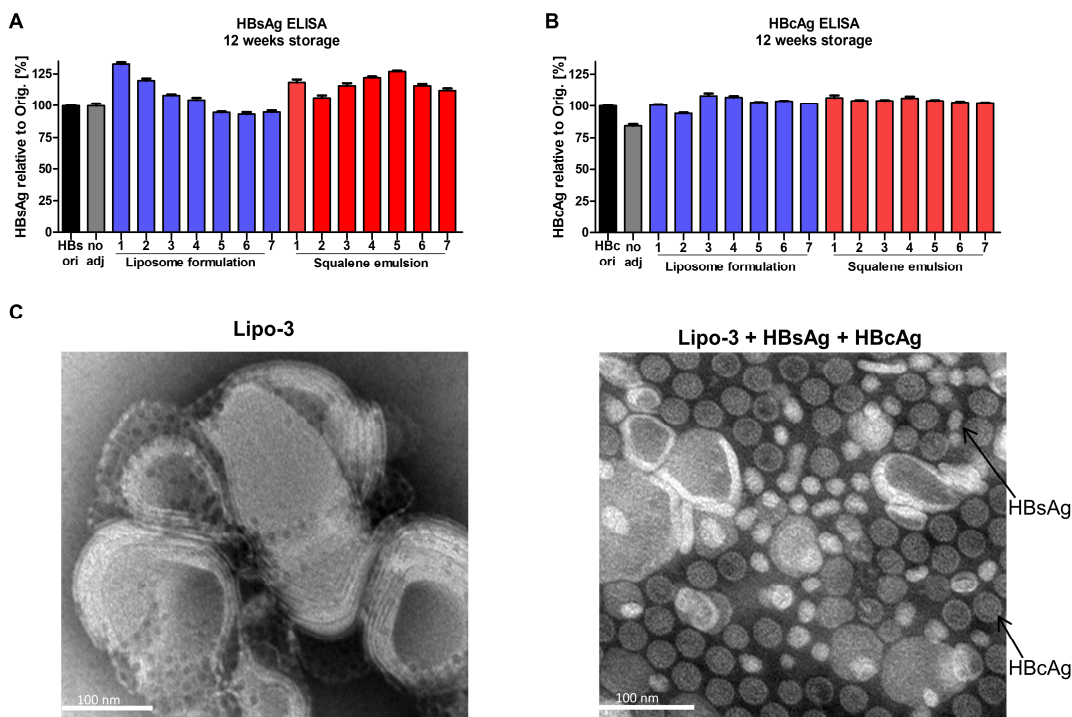 A
HBsAg ELISA
12 weeks storage
HBsAg relative to Orig. [%]
125
100
75
50
25
0
HBs ori
no adj
1 2 3 4 5 6 7
Liposome formulation
1 2 3 4 5 6 7
Squalene emulsion
B
HBcAg ELISA
12 weeks storage
HBcAg relative to Orig. [%]
125
100
75
50
25
0
HBc ori
no adj
1 2 3 4 5 6 7
Liposome formulation
1 2 3 4 5 6 7
Squalene emulsion
C
Lipo-3
100 nm
Lipo-3 + HBsAg + HBcAg
HBsAg
HBcAg
100 nm